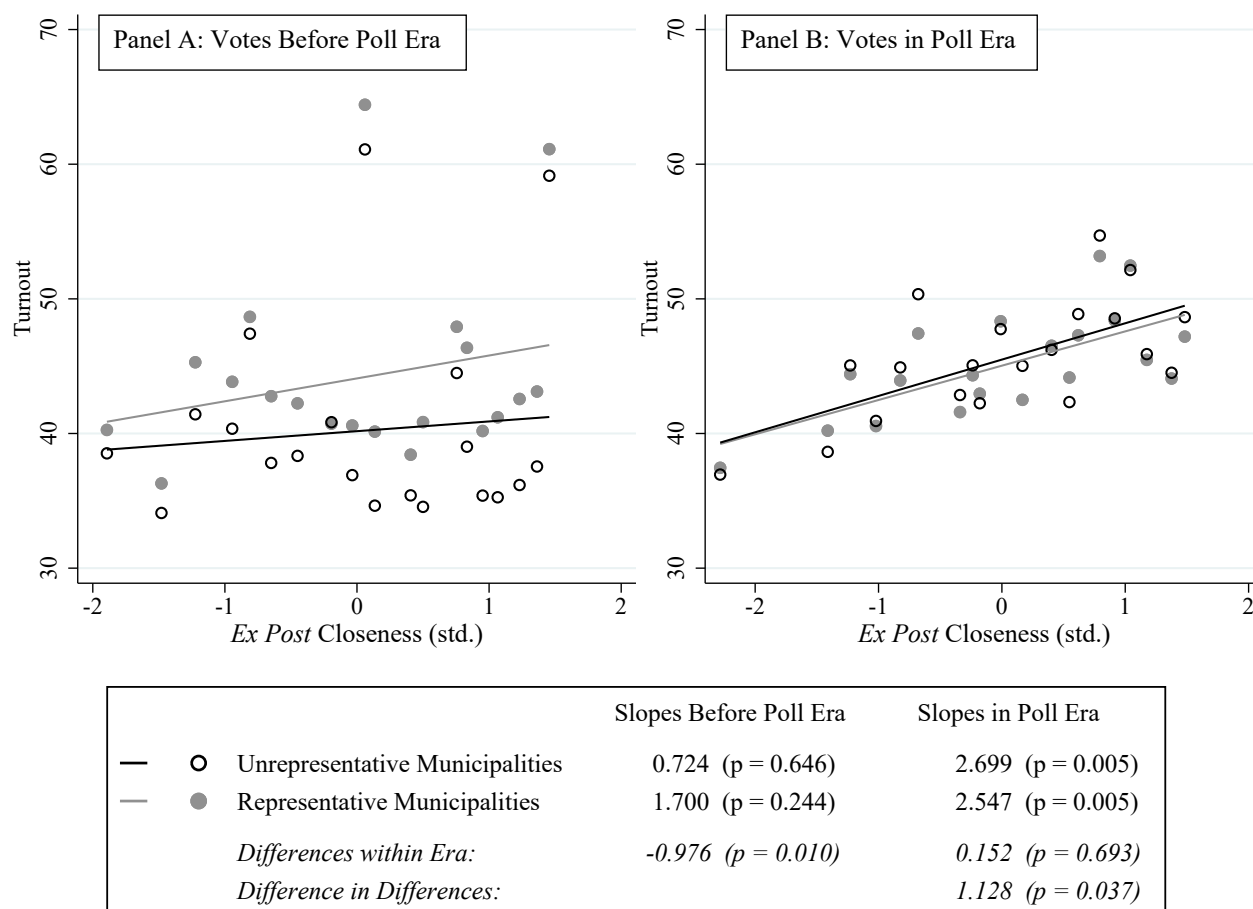 Panel A: Votes Before Poll Era
70
60
50
40
30
Turnout
-2 -1 0 1 2
Ex Post Closeness (std.)
Panel B: Votes in Poll Era
70
60
50
40
30
Turnout
-2 -1 0 1 2
Ex Post Closeness (std.)
Slopes Before Poll Era Slopes in Poll Era
Unrepresentative Municipalities 0.724 (p = 0.646) 2.699 (p = 0.005)
Representative Municipalities 1.700 (p = 0.244) 2.547 (p = 0.005)
Differences within Era: -0.976 (p = 0.010) 0.152 (p = 0.693)
Difference in Differences: 1.128 (p = 0.037)